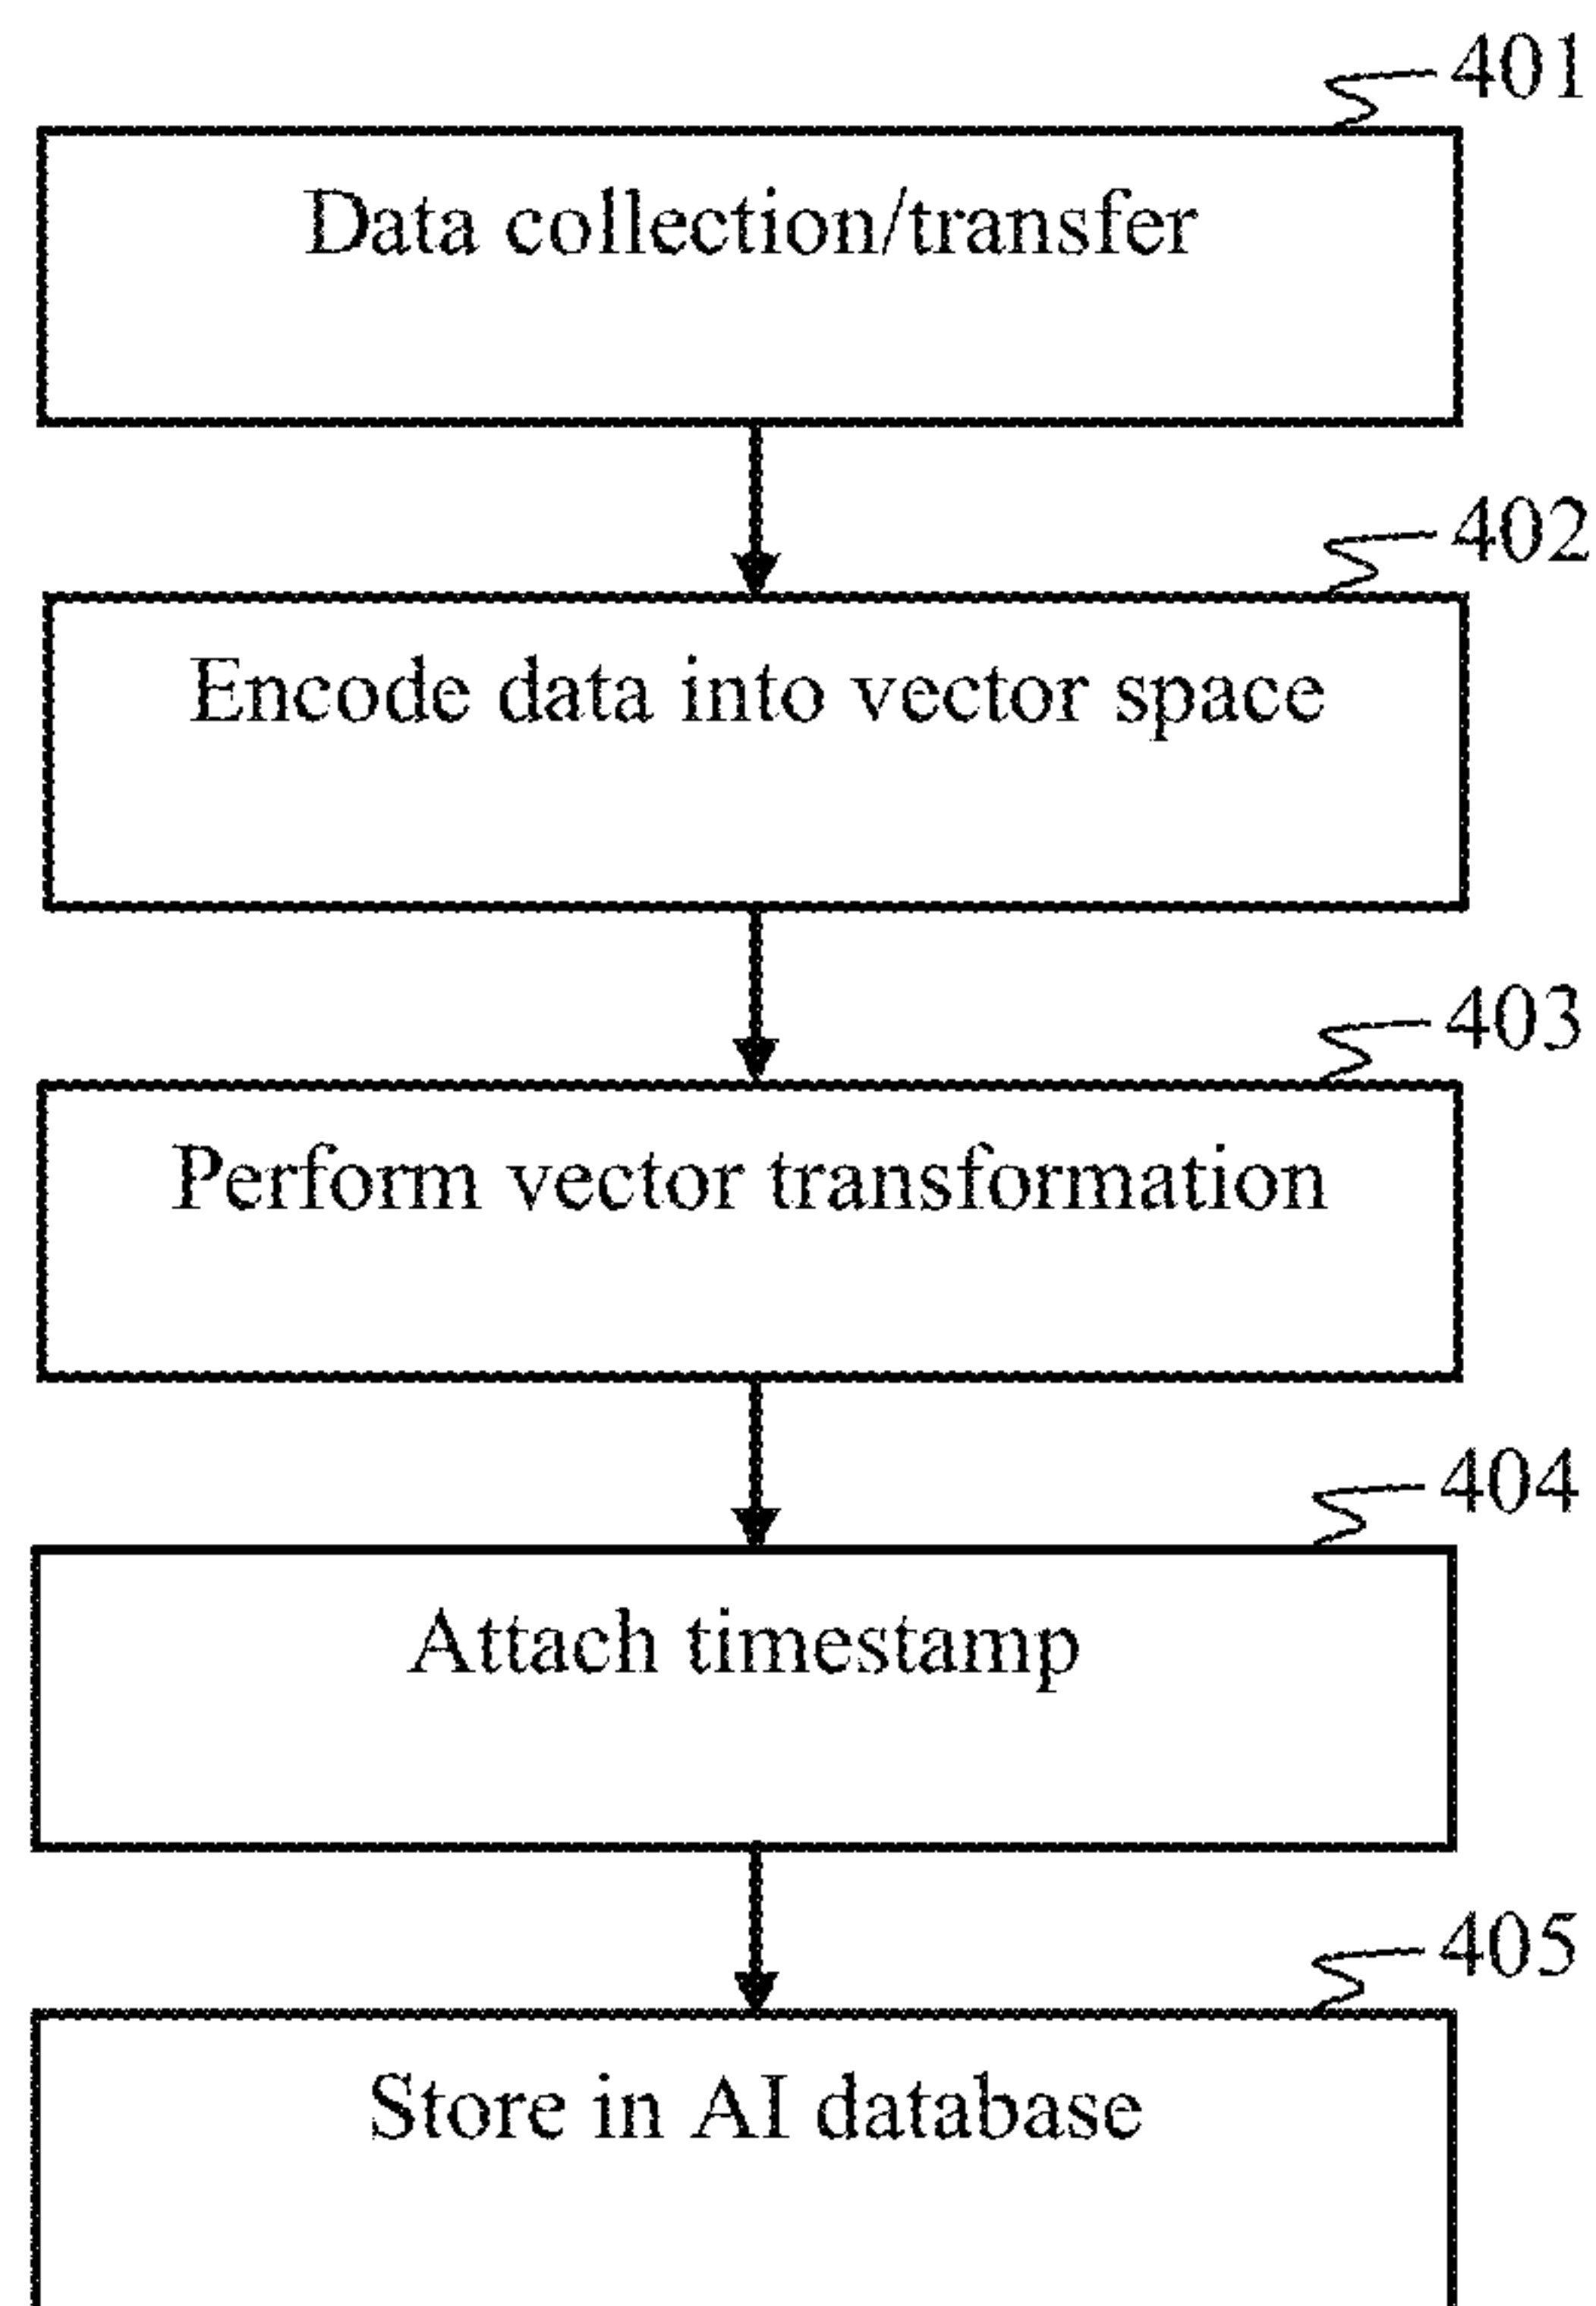 401
Data collection/transfer
402
Encode data into vector space
403
Perform vector transformation
404
Attach timestamp
405
Store in AI database